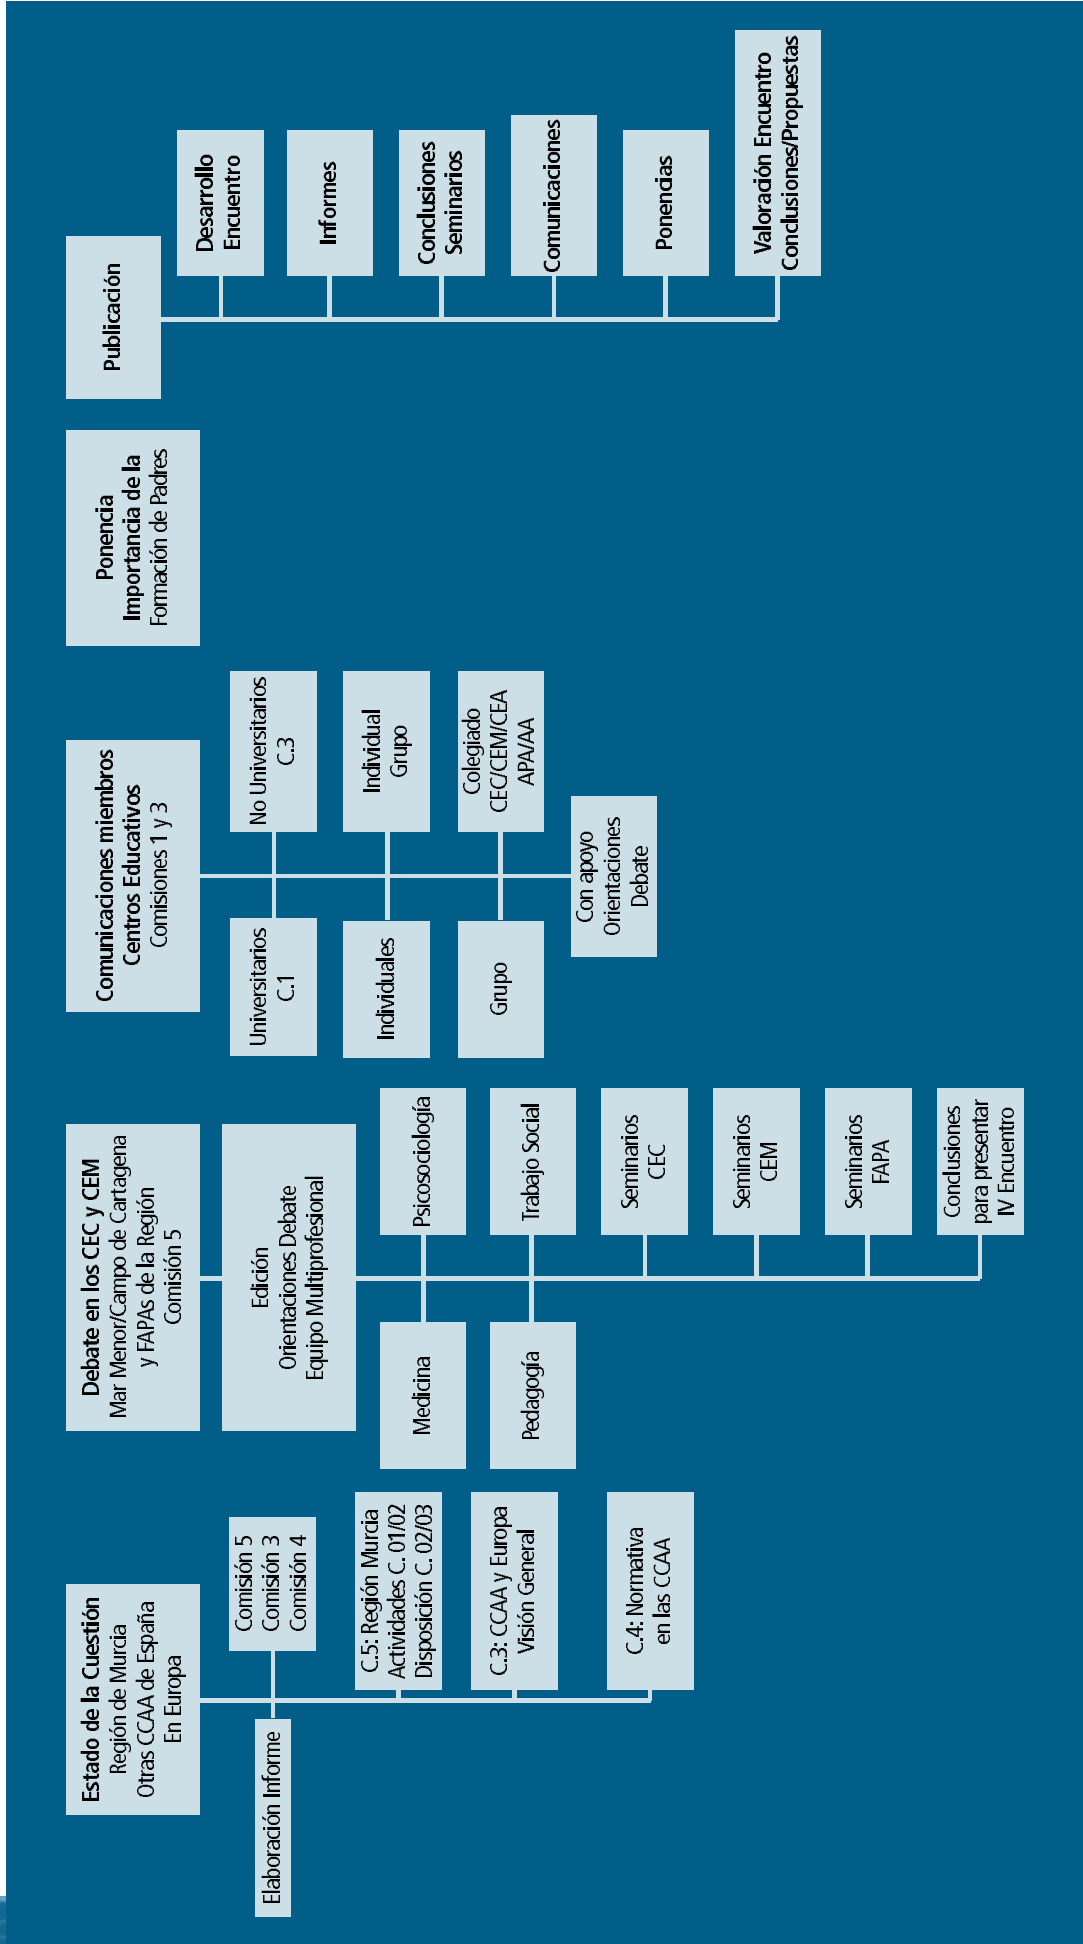 Estado de la Cuestión
Región de Murcia
Otras CCAA de España
En Europa
Elaboración Informe
Comisión 5
Comisión 3
Comisión 4
C.5: Región Murcia
Actividades C. 01/02
Disposición C. 02/03
C.3: CCAA y Europa
Visión General
C.4: Normativa
en las CCAA
Debate en los CEC y CEM
Mar Menor/Campo de Cartagena
y FAPAs de la Región
Comisión 5
Edición
Orientaciones Debate
Equipo Multiprofesional
Medicina
Psicosociología
Pedagogía
Trabajo Social
Seminarios
CEC
Seminarios
CEM
Seminarios
FAPA
Conclusiones
para presentar
IV Encuentro
Comunicaciones miembros
Centros Educativos
Comisiones 1 y 3
Universitarios
C.1
No Universitarios
C.3
Individuales
Individual
Grupo
Grupo
Colegiado
CEC/CEM/CEA
APA/AA
Con apoyo
Orientaciones
Debate
Ponencia
Importancia de la
Formación de Padres
Publicación
Desarrollo
Encuentro
Informes
Conclusiones
Seminarios
Comunicaciones
Ponencias
Valoración Encuentro
Conclusiones/Propuestas